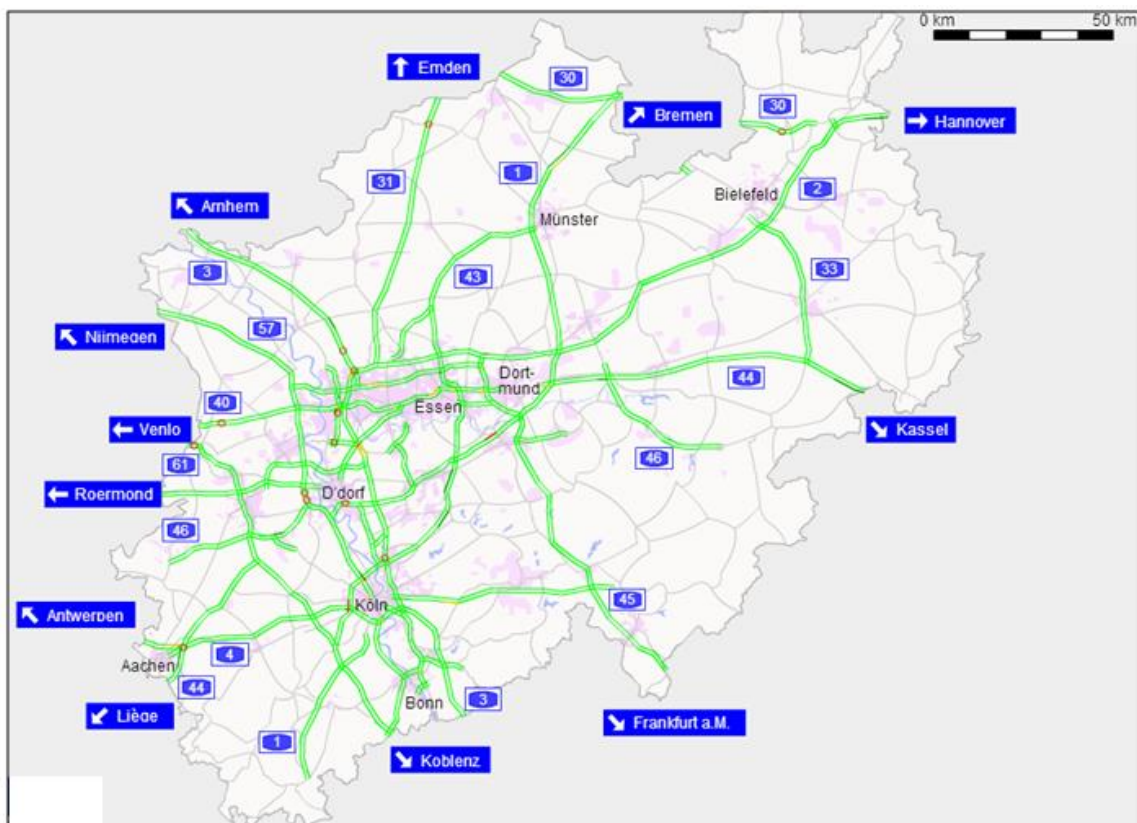 0 km 50 km
Emden
30
Bremen
30
Hannover
1
31
2
Bielefeld
Münster
Arnhem
3
43
33
57
Nijmegen
Dort-
mund
44
40
Essen
Venlo
Kassel
61
46
Roermond
D'dorf
46
Köln
45
Antwerpen
4
Aachen
44
Bonn
3
Liège
Frankfurt a.M.
1
Koblenz